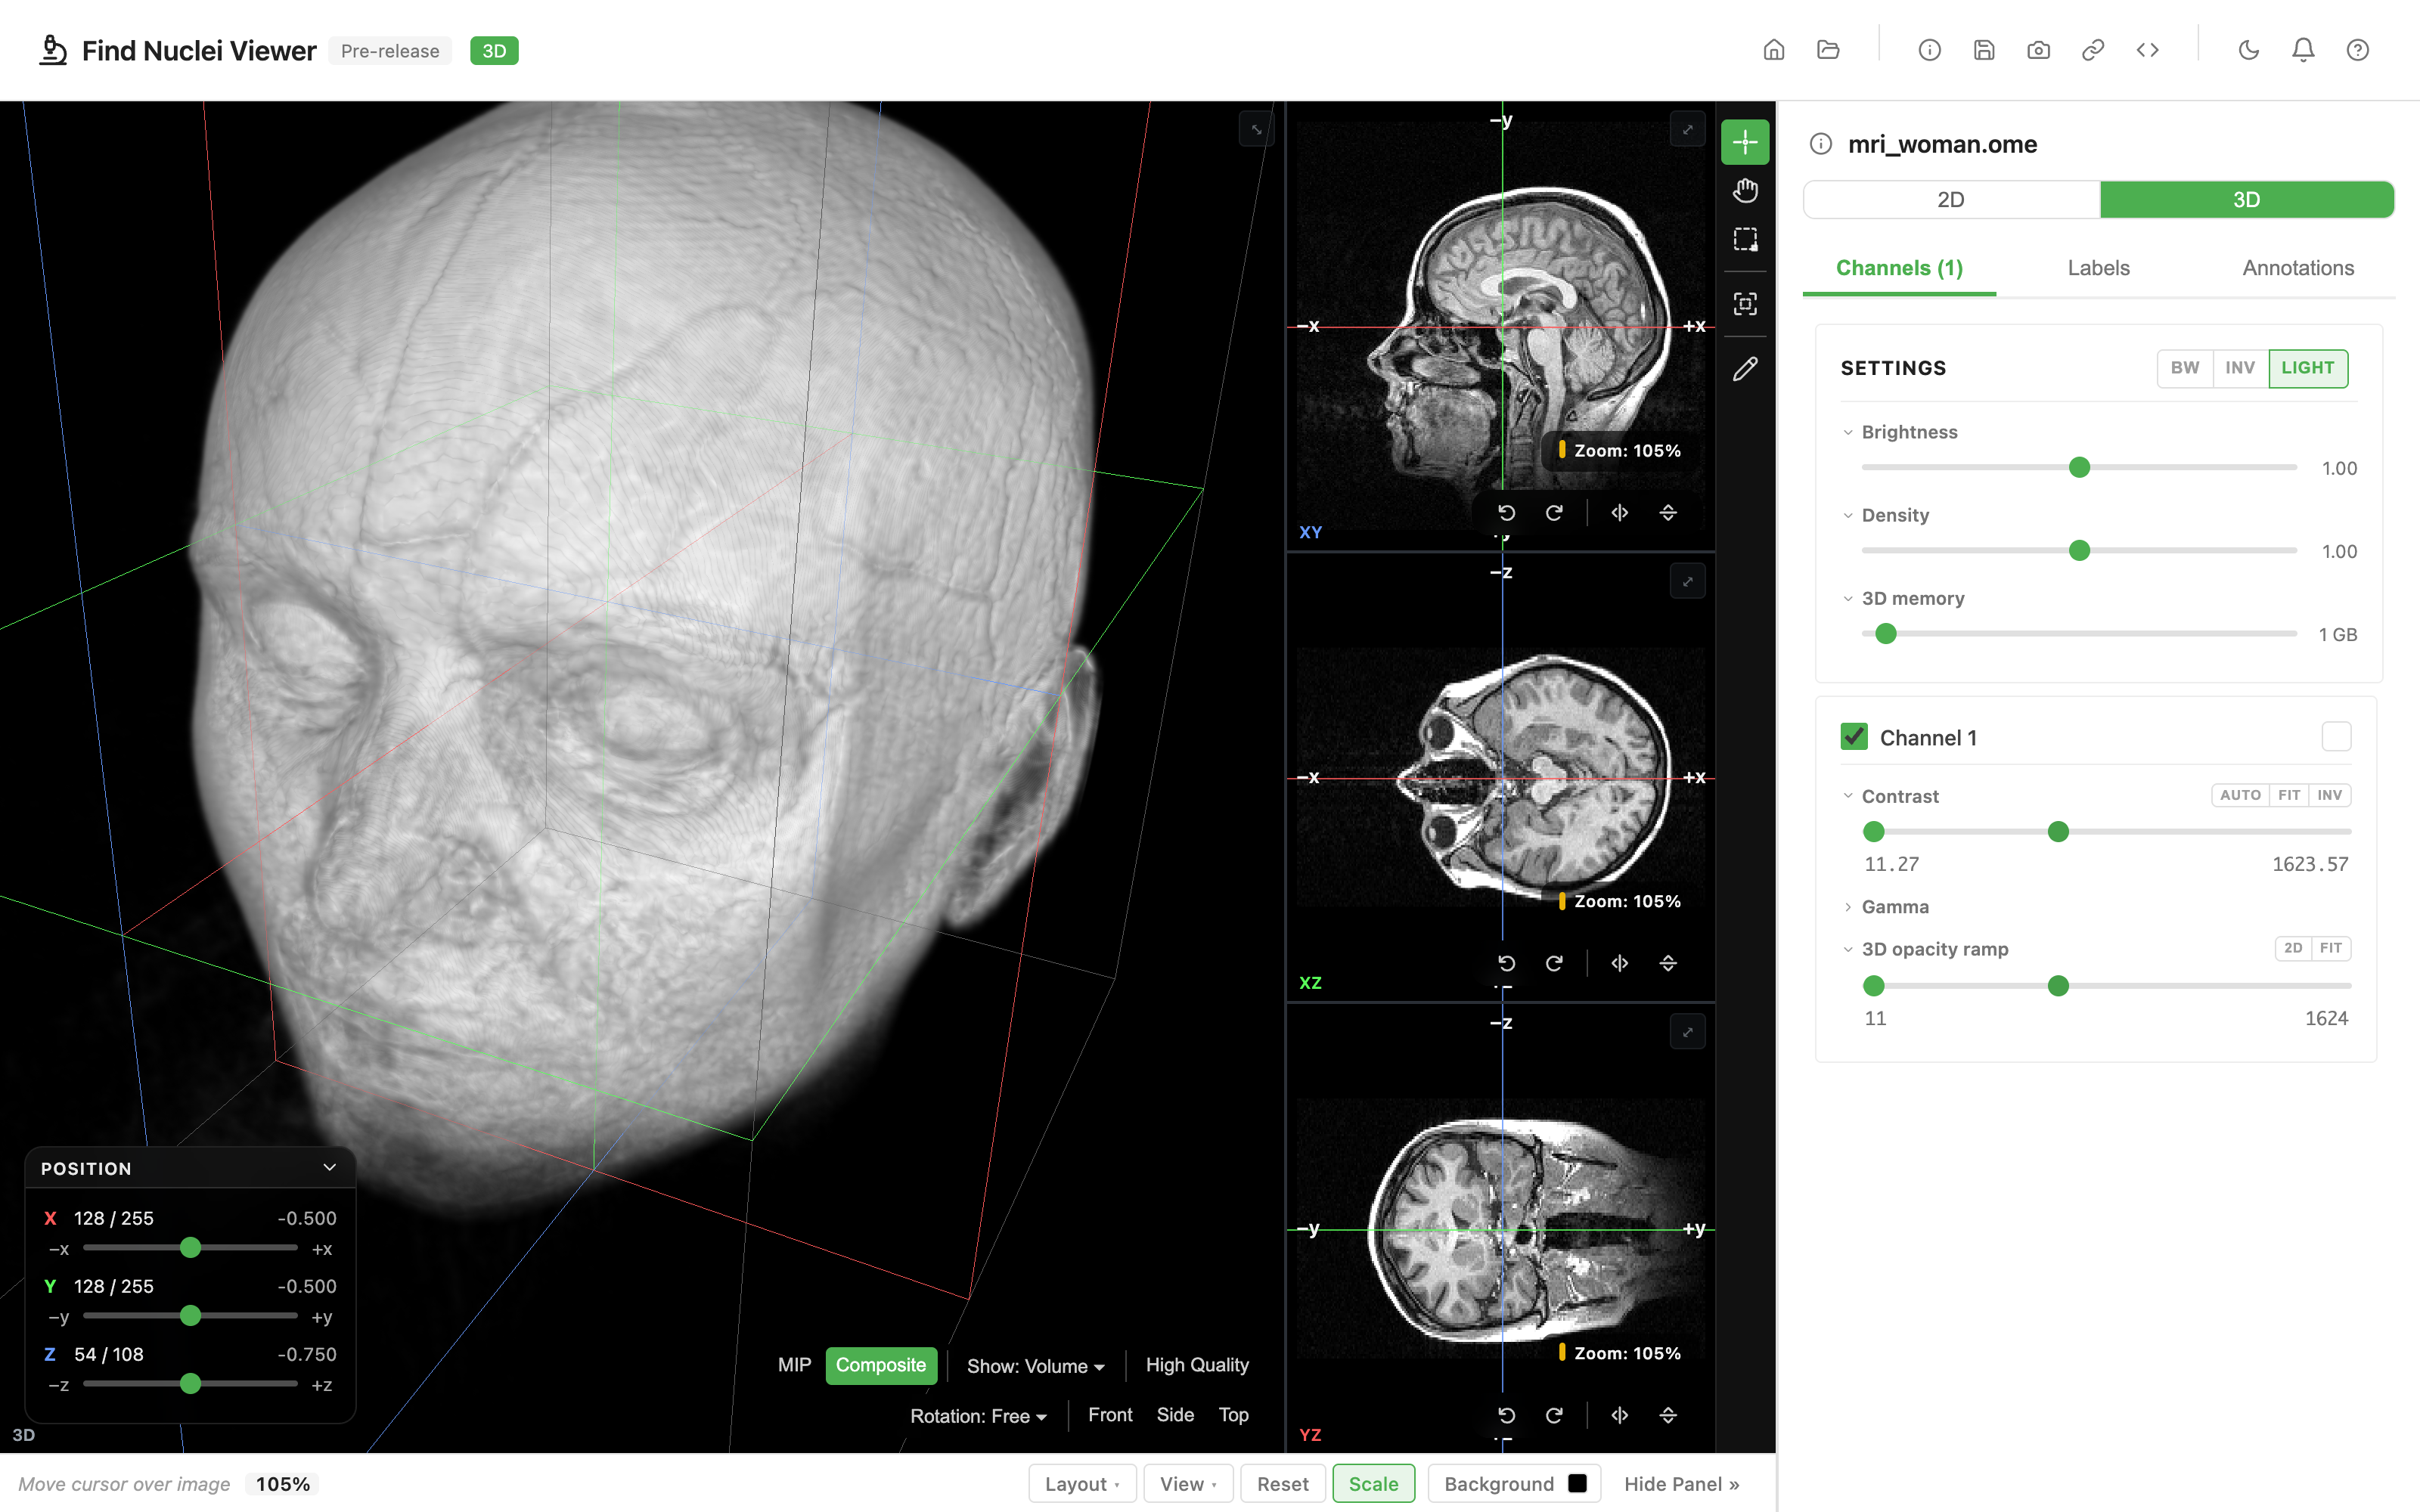 Find Nuclei Viewer Pre-release 3D
−y
−x +x
Zoom: 105%
XY
−z
−x +x
Zoom: 105%
XZ
−z
−y +y
Zoom: 105%
YZ
POSITION
X 128 / 255 -0.500
−x +x
Y 128 / 255 -0.500
−y +y
Z 54 / 108 -0.750
−z +z
3D
MIP Composite Show: Volume High Quality
Rotation: Free Front Side Top
mri_woman.ome
2D 3D
Channels (1) Labels Annotations
SETTINGS BW INV LIGHT
Brightness
1.00
Density
1.00
3D memory
1 GB
Channel 1
Contrast AUTO FIT INV
11.27 1623.57
Gamma
3D opacity ramp 2D FIT
11 1624
Move cursor over image 105% Layout View Reset Scale Background Hide Panel »